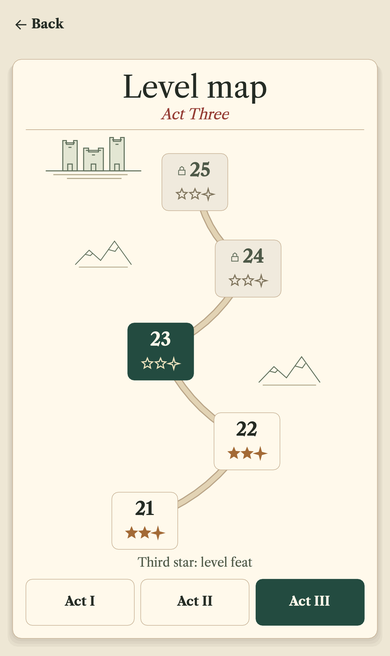 ← Back
Level map
Act Three
25
24
23
22
21
Third star: level feat
Act I
Act II
Act III